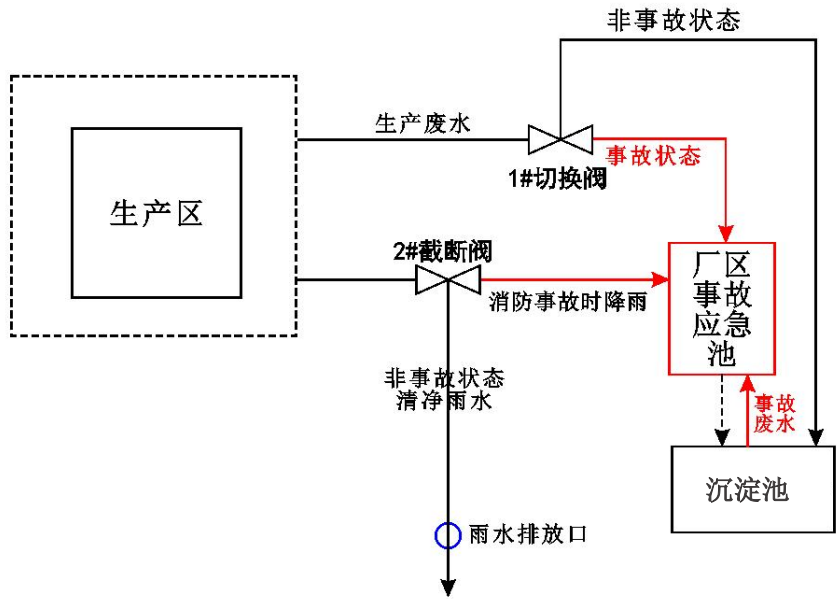 非事故状态
生产废水
事故状态
1#切换阀
生产区
2#截断阀
厂区
事故
应急
池
消防事故时降雨
非事故状态
清净雨水
事故
废水
沉淀池
雨水排放口